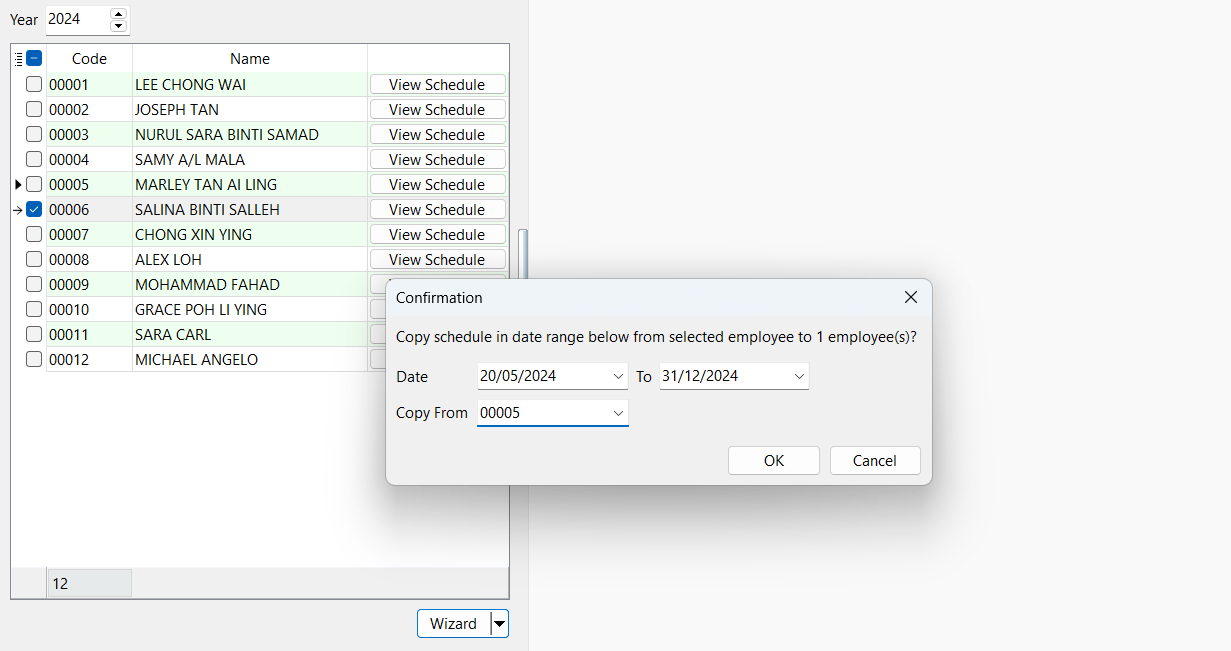 Year 2024
Code Name
00001 LEE CHONG WAI View Schedule
00002 JOSEPH TAN View Schedule
00003 NURUL SARA BINTI SAMAD View Schedule
00004 SAMY A/L MALA View Schedule
00005 MARLEY TAN AI LING View Schedule
00006 SALINA BINTI SALLEH View Schedule
00007 CHONG XIN YING View Schedule
00008 ALEX LOH View Schedule
00009 MOHAMMAD FAHAD
00010 GRACE POH LI YING
00011 SARA CARL
00012 MICHAEL ANGELO
12
Wizard
Confirmation
Copy schedule in date range below from selected employee to 1 employee(s)?
Date 20/05/2024 To 31/12/2024
Copy From 00005
OK Cancel